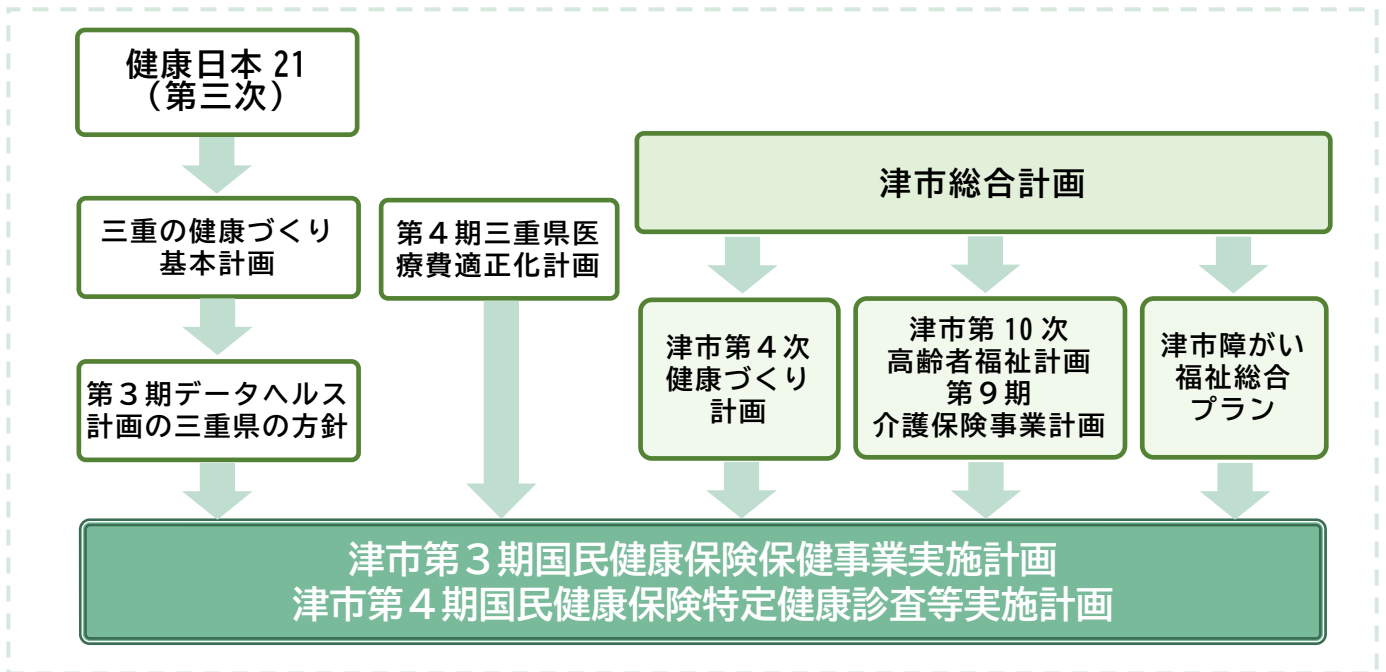 健康日本 21
（第三次）
三重の健康づくり
基本計画
第３期データヘルス
計画の三重県の方針
第４期三重県医
療費適正化計画
津市総合計画
津市第４次
健康づくり
計画
津市第 10 次
高齢者福祉計画
第９期
介護保険事業計画
津市障がい
福祉総合
プラン
津市第３期国民健康保険保健事業実施計画
津市第４期国民健康保険特定健康診査等実施計画